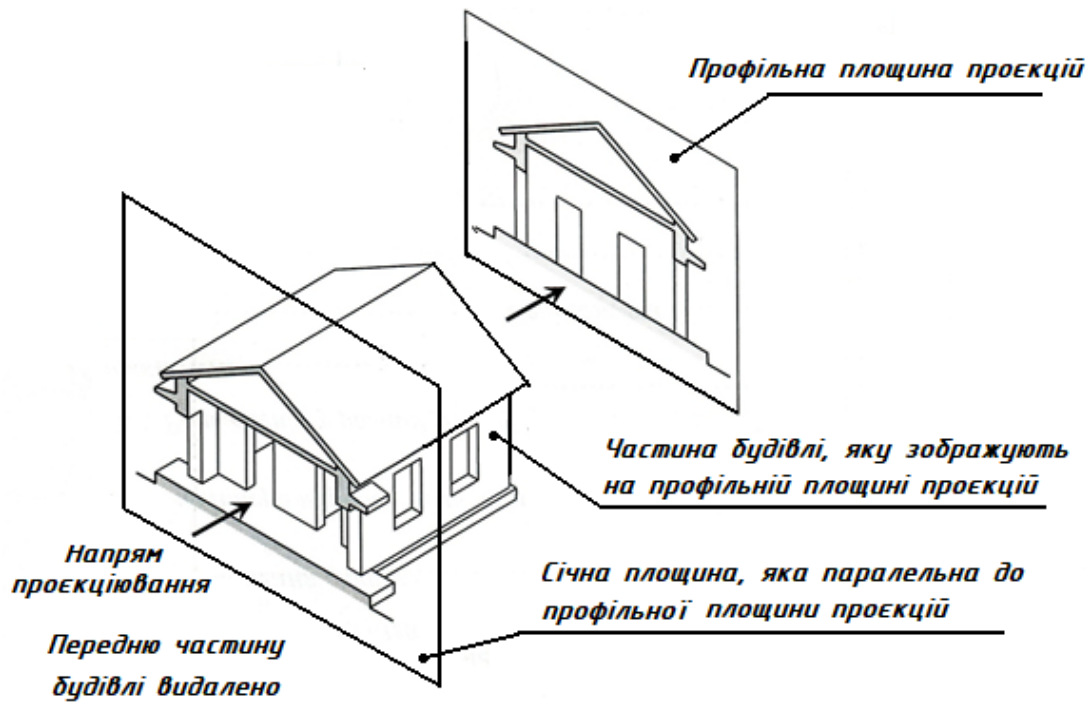 Профільна площина проєкцій
Частина будівлі, яку зображують
на профільній площині проєкцій
Напрям
проєкціювання
Січна площина, яка паралельна до
профільної площини проєкцій
Передню частину
будівлі видалено